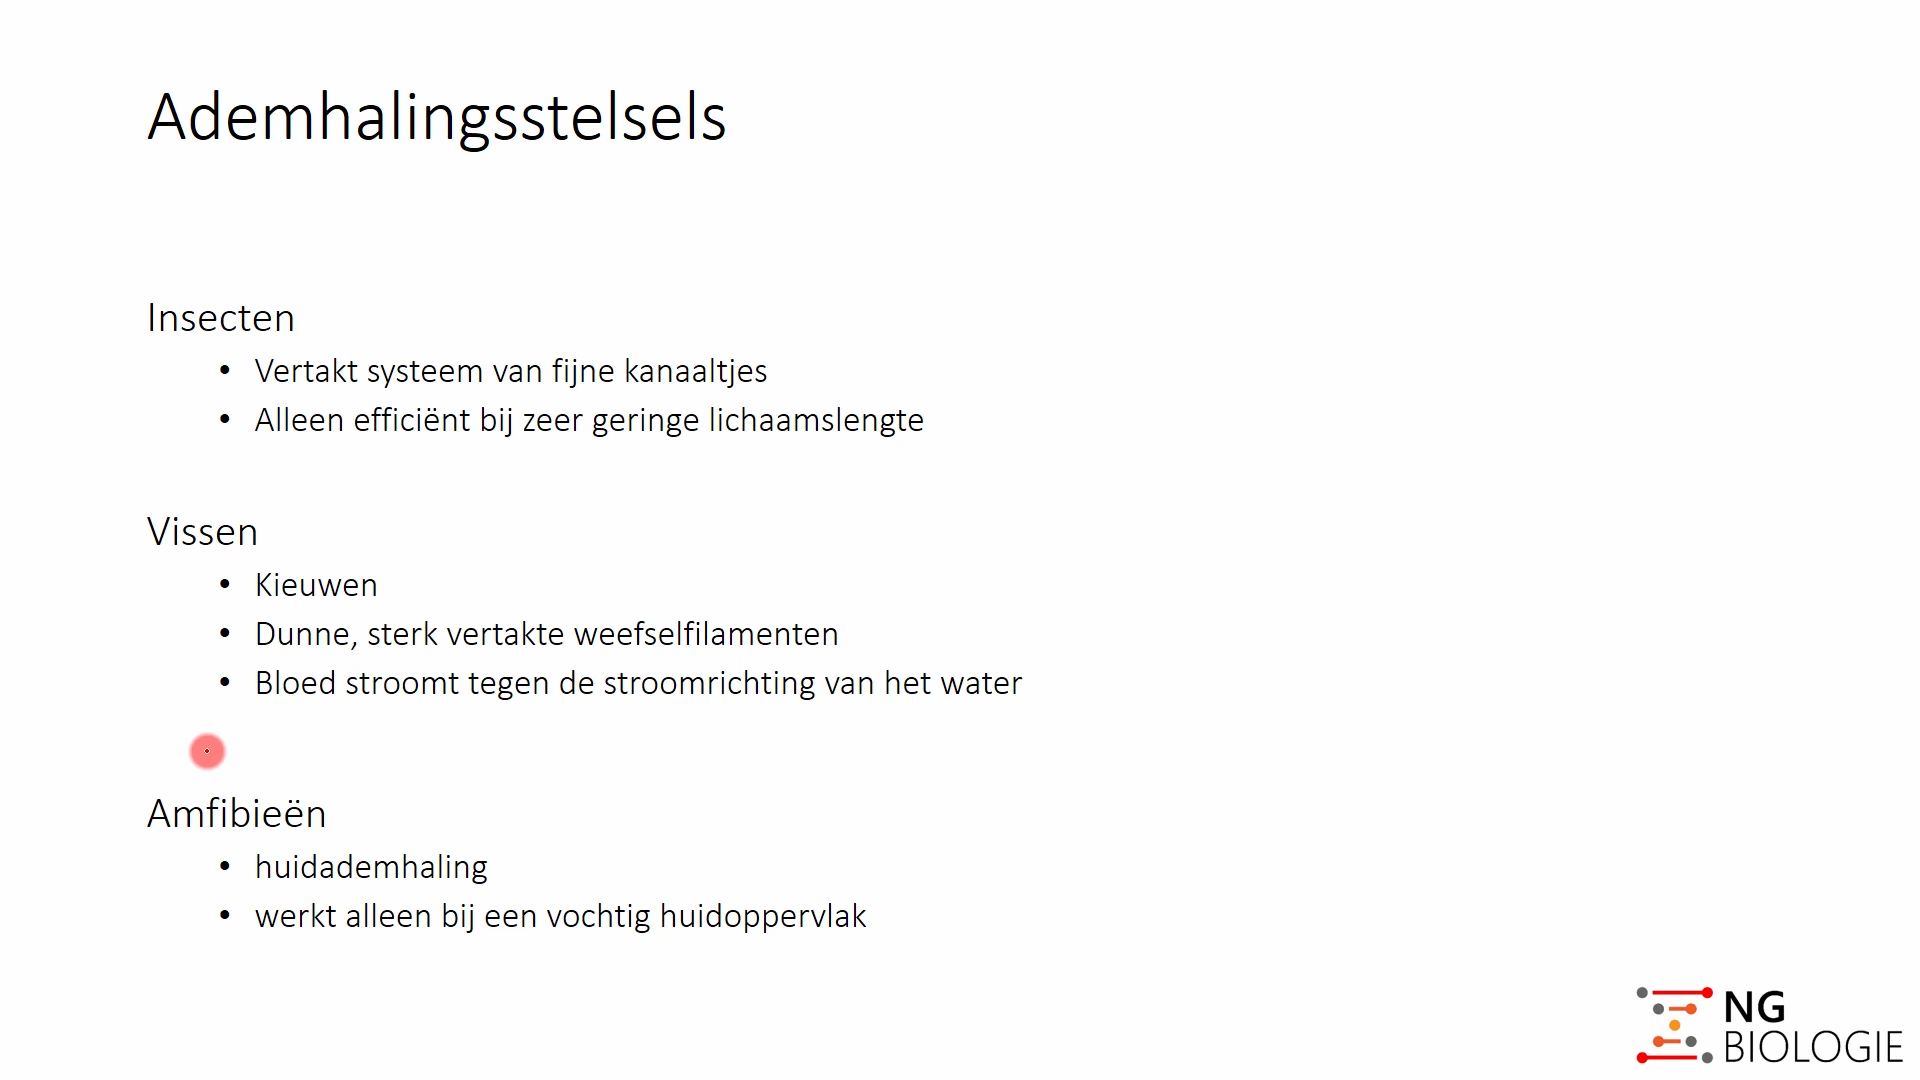 Ademhalingsstelsels
Insecten
• Vertakt systeem van fijne kanaaltjes
• Alleen efficiënt bij zeer geringe lichaamslengte
Vissen
• Kieuwen
• Dunne, sterk vertakte weefselfilamenten
• Bloed stroomt tegen de stroomrichting van het water
Amfibieën
• huidademhaling
• werkt alleen bij een vochtig huidoppervlak
NG
BIOLOGIE